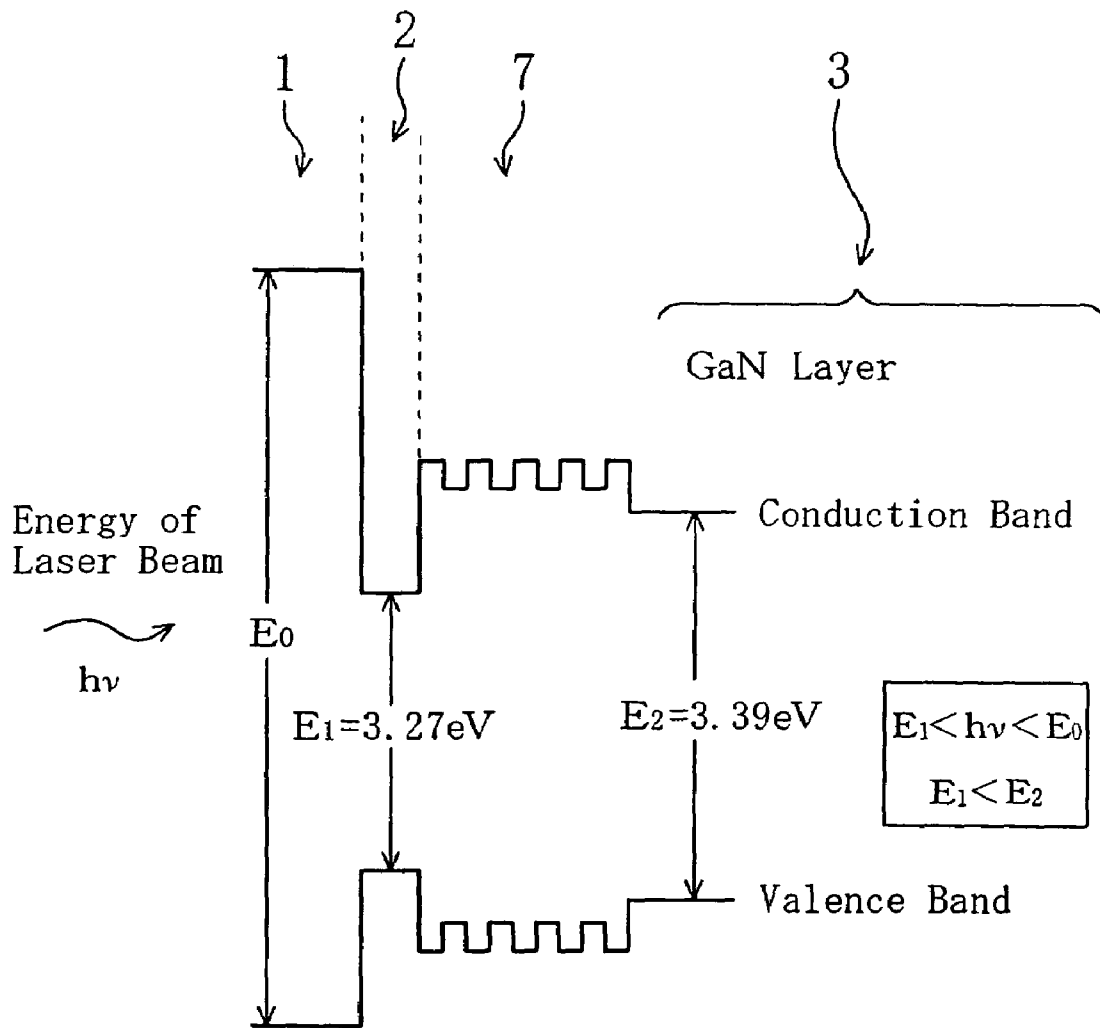 2
1
7
3
GaN Layer
Energy of
Laser Beam
hν
Conduction Band
E₀
E₁=3.27eV
E₂=3.39eV
E₁<hν<E₀
E₁<E₂
Valence Band